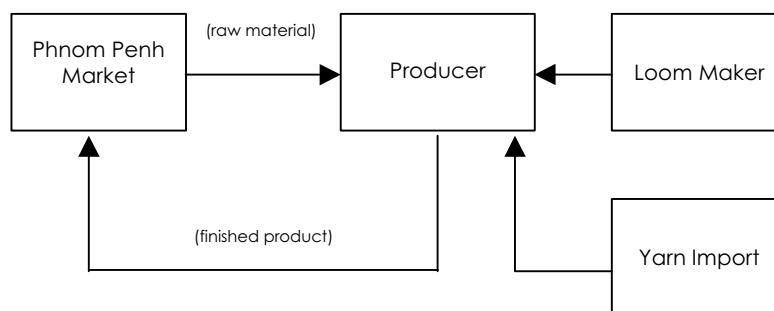 Phnom Penh
Market
(raw material)
Producer
Loom Maker
(finished product)
Yarn Import